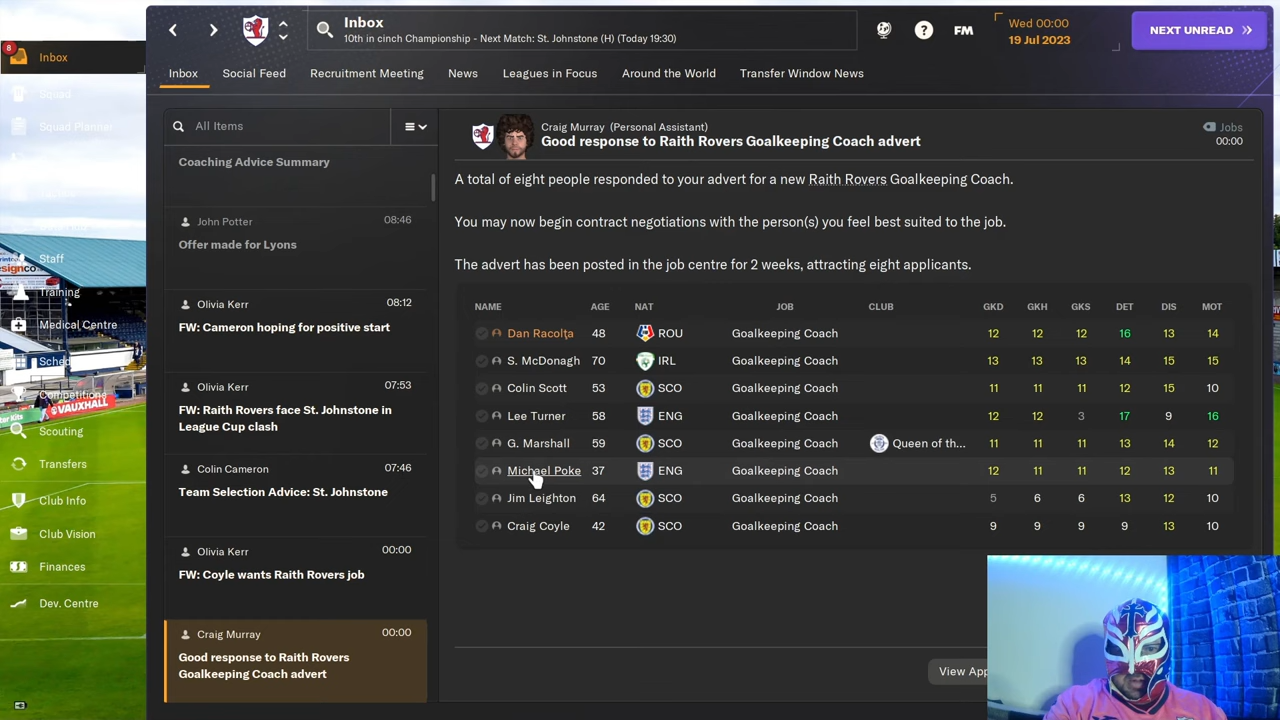 Inbox
10th in cinch Championship - Next Match: St. Johnstone (H) (Today 19:30)
FM
Wed 00:00
19 Jul 2023
NEXT UNREAD
8
Inbox
Squad
Squad Planner
Staff
Training
Medical Centre
Sched
Competitions
Scouting
Transfers
Club Info
Club Vision
Finances
Dev. Centre
Inbox Social Feed Recruitment Meeting News Leagues in Focus Around the World Transfer Window News
All Items
Coaching Advice Summary
John Potter 08:46
Offer made for Lyons
Olivia Kerr 08:12
FW: Cameron hoping for positive start
Olivia Kerr 07:53
FW: Raith Rovers face St. Johnstone in
League Cup clash
Colin Cameron 07:46
Team Selection Advice: St. Johnstone
Olivia Kerr 00:00
FW: Coyle wants Raith Rovers job
Craig Murray 00:00
Good response to Raith Rovers
Goalkeeping Coach advert
Craig Murray (Personal Assistant)
Good response to Raith Rovers Goalkeeping Coach advert
Jobs
00:00
A total of eight people responded to your advert for a new Raith Rovers Goalkeeping Coach.
You may now begin contract negotiations with the person(s) you feel best suited to the job.
The advert has been posted in the job centre for 2 weeks, attracting eight applicants.
NAME AGE NAT JOB CLUB GKD GKH GKS DET DIS MOT
Dan Racolța 48 ROU Goalkeeping Coach 12 12 12 16 13 14
S. McDonagh 70 IRL Goalkeeping Coach 13 13 13 14 15 15
Colin Scott 53 SCO Goalkeeping Coach 11 11 11 12 15 10
Lee Turner 58 ENG Goalkeeping Coach 12 12 3 17 9 16
G. Marshall 59 SCO Goalkeeping Coach Queen of th... 11 11 11 13 14 12
Michael Poke 37 ENG Goalkeeping Coach 12 11 11 12 13 11
Jim Leighton 64 SCO Goalkeeping Coach 5 6 6 13 12 10
Craig Coyle 42 SCO Goalkeeping Coach 9 9 9 9 13 10
View App
VAUXHALL